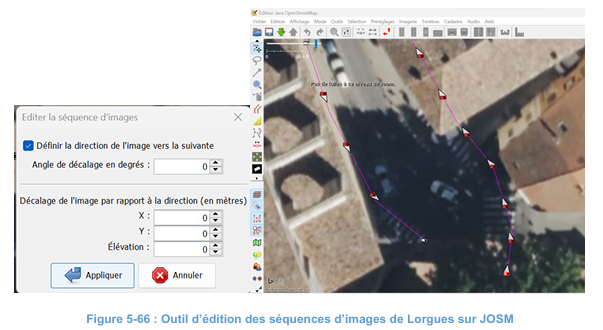 Éditeur Java OpenStreetMap
Fichier Édition Affichage Mode Outils Sélection Préréglages Imagerie Fenêtres Cadastre Audio Aide
Pas de tuiles à ce niveau de zoom.
Editer la séquence d'images
Définir la direction de l'image vers la suivante
Angle de décalage en degrés : 0
Décalage de l'image par rapport à la direction (en mètres)
X : 0
Y : 0
Élévation : 0
Appliquer Annuler
Figure 5-66 : Outil d'édition des séquences d'images de Lorgues sur JOSM